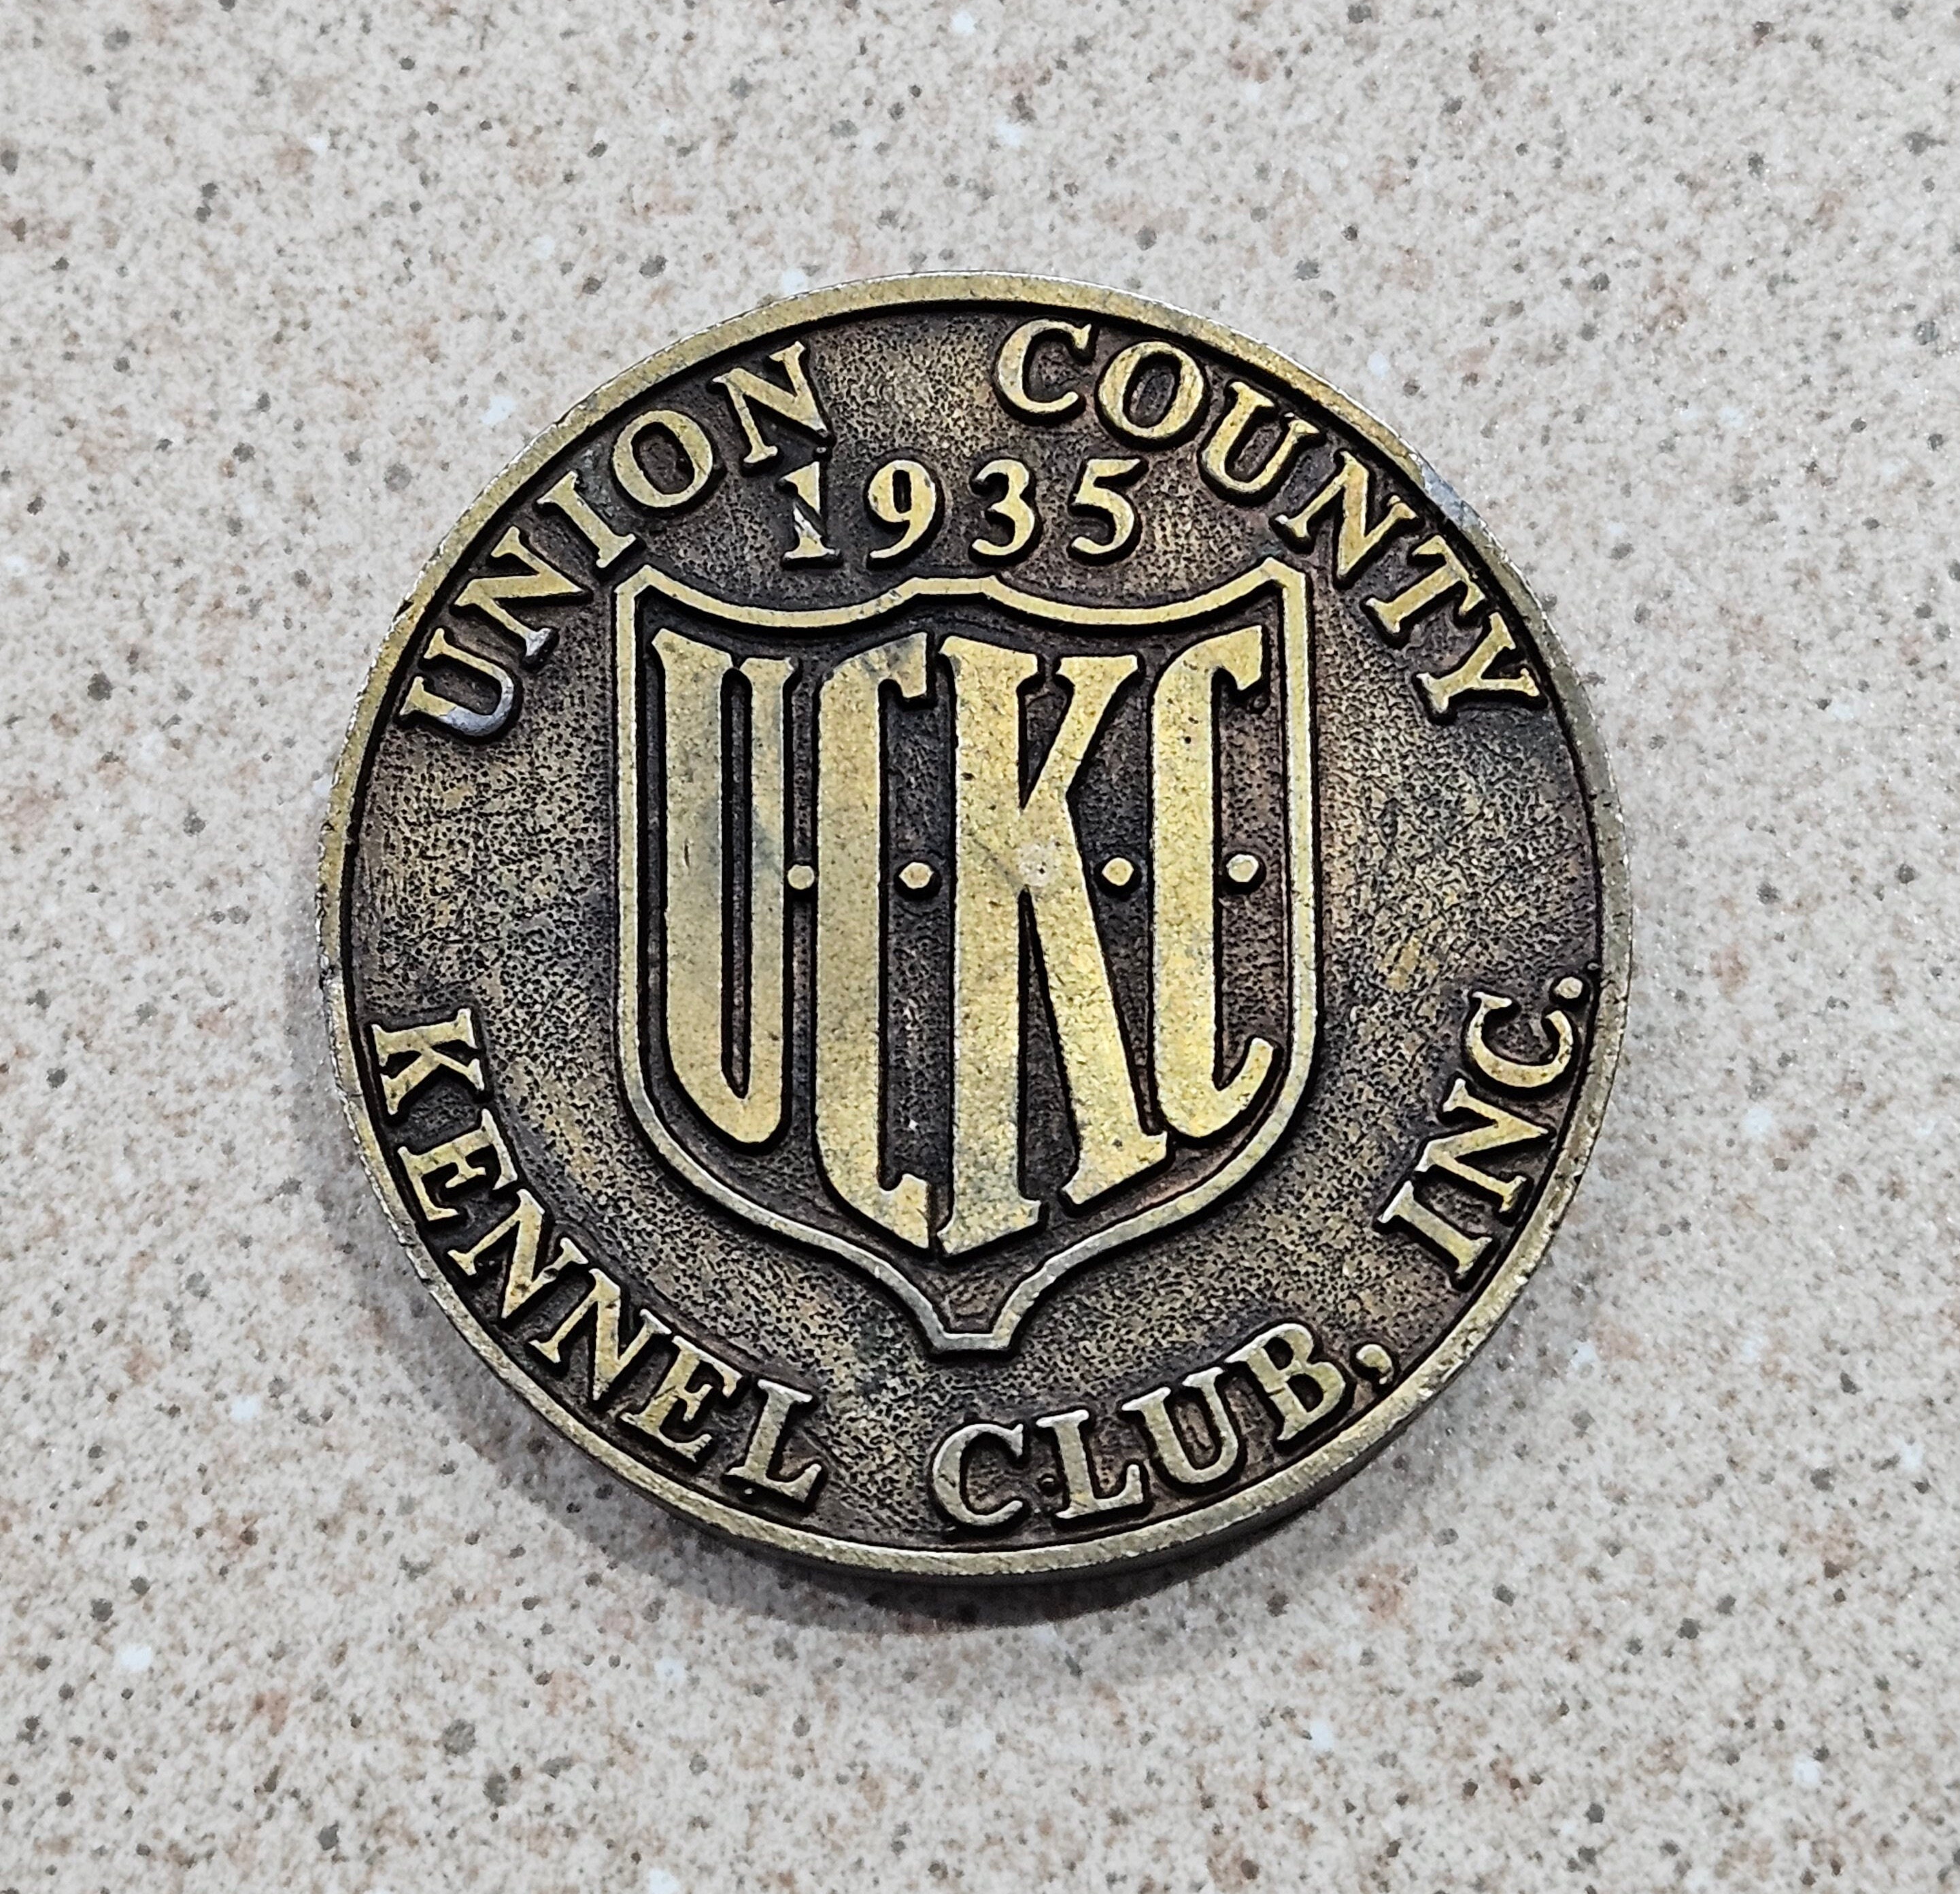 UNION COUNTY
1935
U·C·K·C·
KENNEL CLUB, INC.